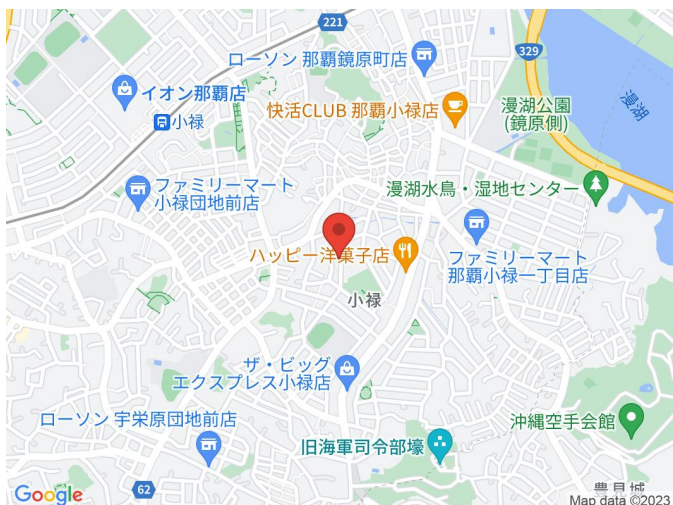 221
ローソン 那覇鏡原町店
329
イオン那覇店
快活CLUB 那覇小禄店
漫湖公園
(鏡原側)
漫湖
小禄
ファミリーマート
小禄団地前店
漫湖水鳥・湿地センター
ハッピー洋菓子店
ファミリーマート
那覇小禄一丁目店
小禄
ザ・ビッグ
エクスプレス小禄店
ローソン 宇栄原団地前店
沖縄空手会館
旧海軍司令部壕
62
豊見城
Google
Map data ©2023